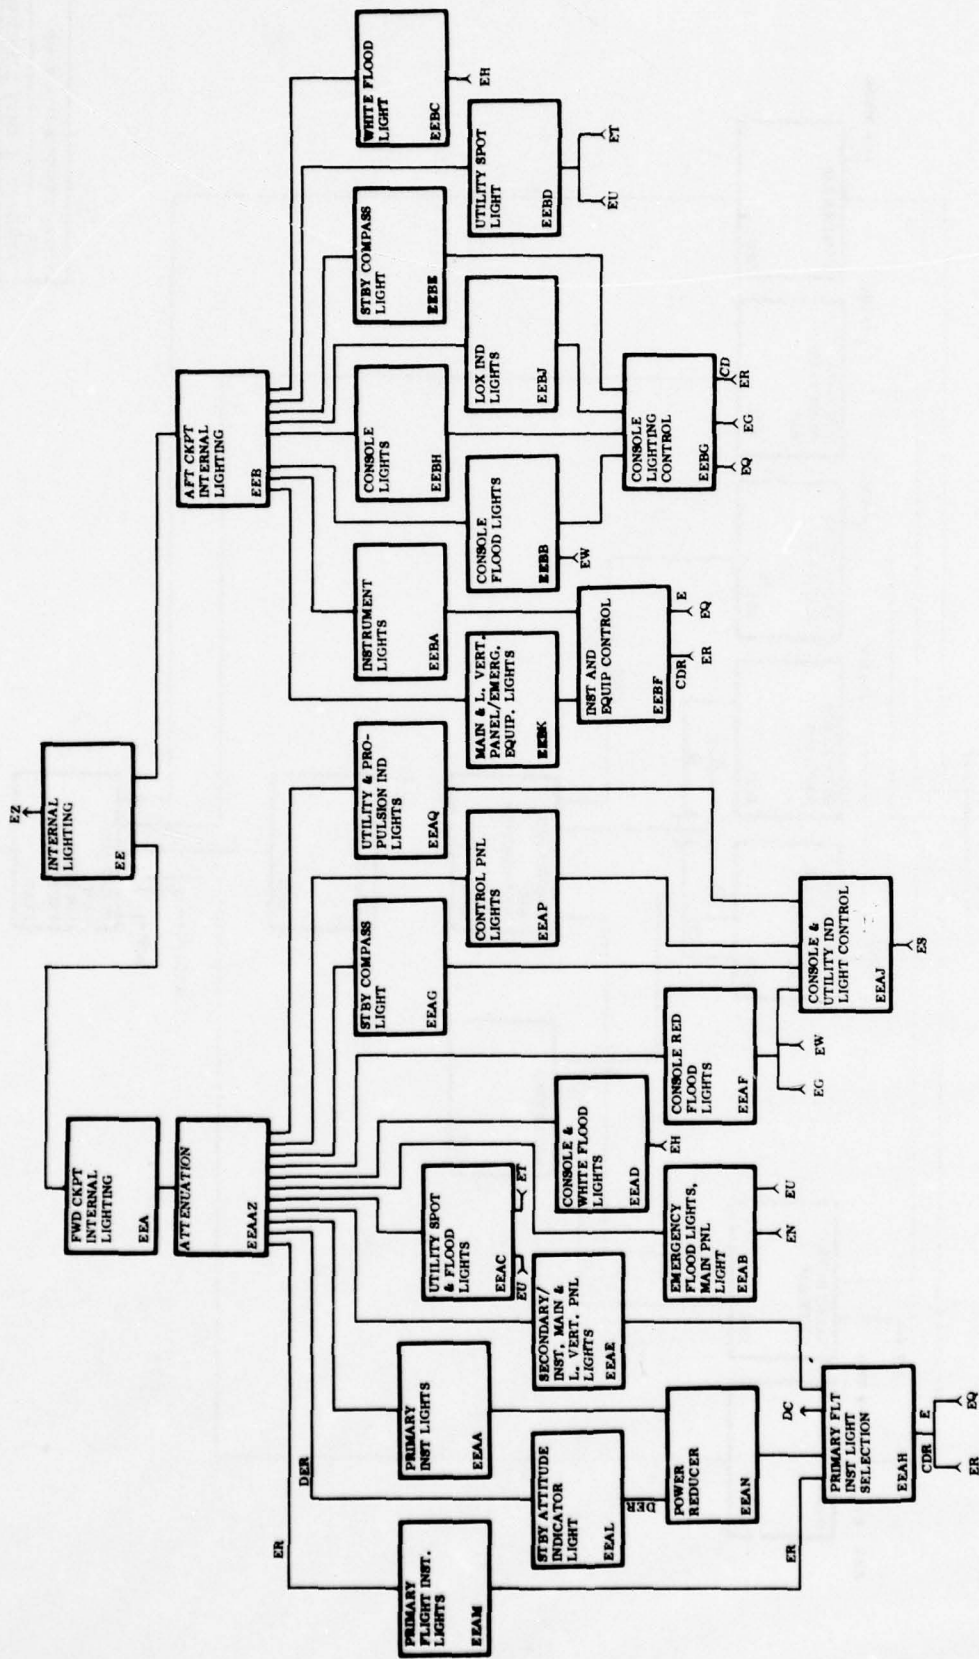 EZ
INTERNAL
LIGHTING
EE
FWD CKPT
INTERNAL
LIGHTING
EEA
ATTENUATION
EEAAZ
ER
DER
PRIMARY
FLIGHT INST.
LIGHTS
EEAM
STBY ATTITUDE
INDICATOR
LIGHT
EEAL
PRIMARY
INST LIGHTS
EEAA
SECONDARY/
INST. MAIN &
L. VERT. PNL
LIGHTS
EEAE
UTILITY SPOT
& FLOOD
LIGHTS
EEAC
EU
ET
EMERGENCY
FLOOD LIGHTS,
MAIN PNL
LIGHT
EEAB
EN
EU
CONSOLE &
WHITE FLOOD
LIGHTS
EEAD
EH
CONSOLE RED
FLOOD
LIGHTS
EEAF
EG
EW
STBY COMPASS
LIGHT
EEAG
CONTROL PNL
LIGHTS
EEAP
UTILITY & PRO-
PULSION IND
LIGHTS
EEAQ
DER
POWER
REDUCER
EEAN
ER
DC
PRIMARY FLT
INST LIGHT
SELECTION
EEAH
CDR
E
ER
EQ
CONSOLE &
UTILITY IND
LIGHT CONTROL
EEAJ
ES
AFT CKPT
INTERNAL
LIGHTING
EEB
MAIN & L. VERT.
PANEL/EMERG.
EQUIP. LIGHTS
EEBK
INSTRUMENT
LIGHTS
EEBA
CONSOLE
FLOOD LIGHTS
EEBB
EW
CONSOLE
LIGHTS
EEBH
LOX IND
LIGHTS
EEBJ
STBY COMPASS
LIGHT
EEBE
UTILITY SPOT
LIGHT
EEBD
EU
ET
WHITE FLOOD
LIGHT
EEBC
EH
INST AND
EQUIP CONTROL
EEBF
CDR
E
ER
EQ
CONSOLE
LIGHTING
CONTROL
EEBG
EQ
EG
CD
ER